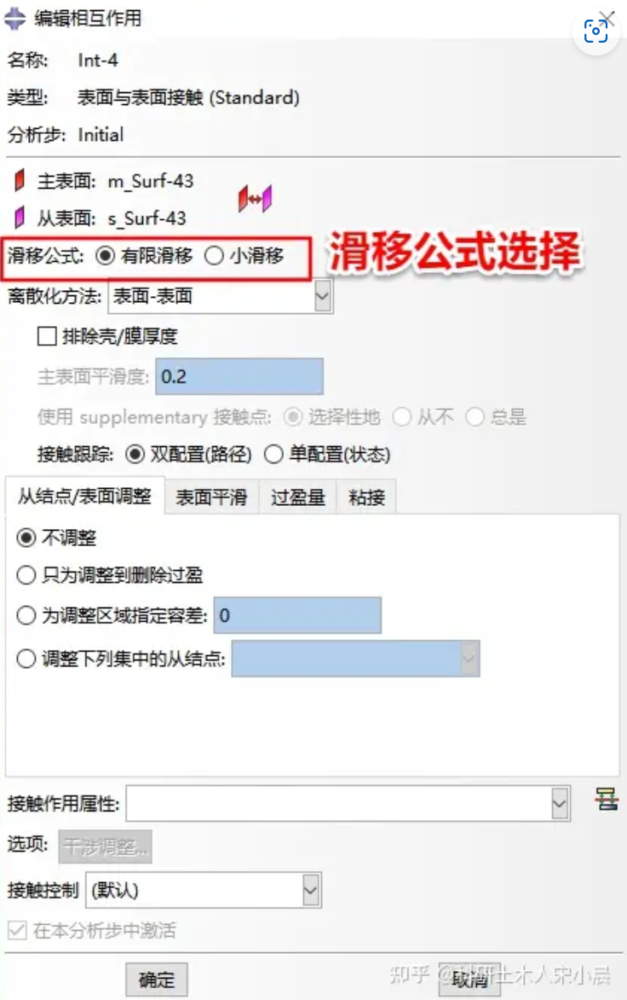 编辑相互作用
名称: Int-4
类型: 表面与表面接触 (Standard)
分析步: Initial
主表面: m_Surf-43
从表面: s_Surf-43
滑移公式: 有限滑移 小滑移 滑移公式选择
离散化方法: 表面-表面
排除壳/膜厚度
主表面平滑度: 0.2
使用 supplementary 接触点: 选择性地 从不 总是
接触跟踪: 双配置(路径) 单配置(状态)
从结点/表面调整 表面平滑 过盈量 粘接
不调整
只为调整到删除过盈
为调整区域指定容差: 0
调整下列集中的从结点:
接触作用属性:
选项: 干涉调整...
接触控制 (默认)
在本分析步中激活
确定 取消
知乎 @科研土木人宋小晨